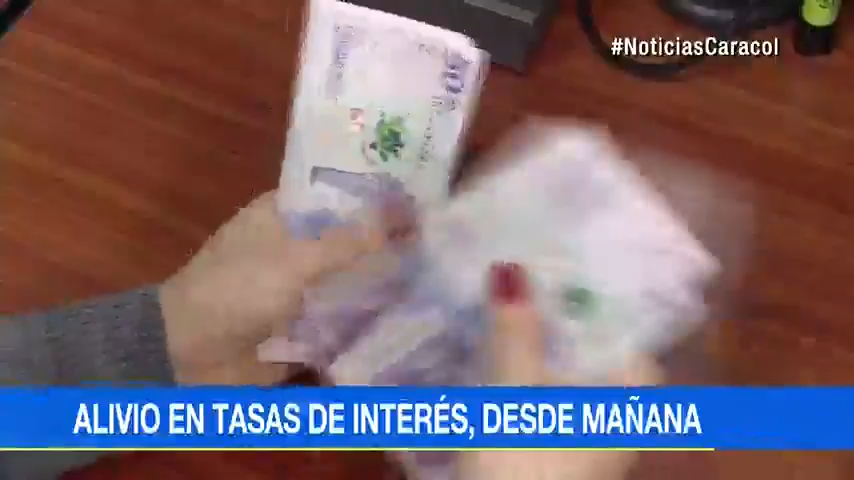 #NoticiasCaracol
ALIVIO EN TASAS DE INTERÉS, DESDE MAÑANA